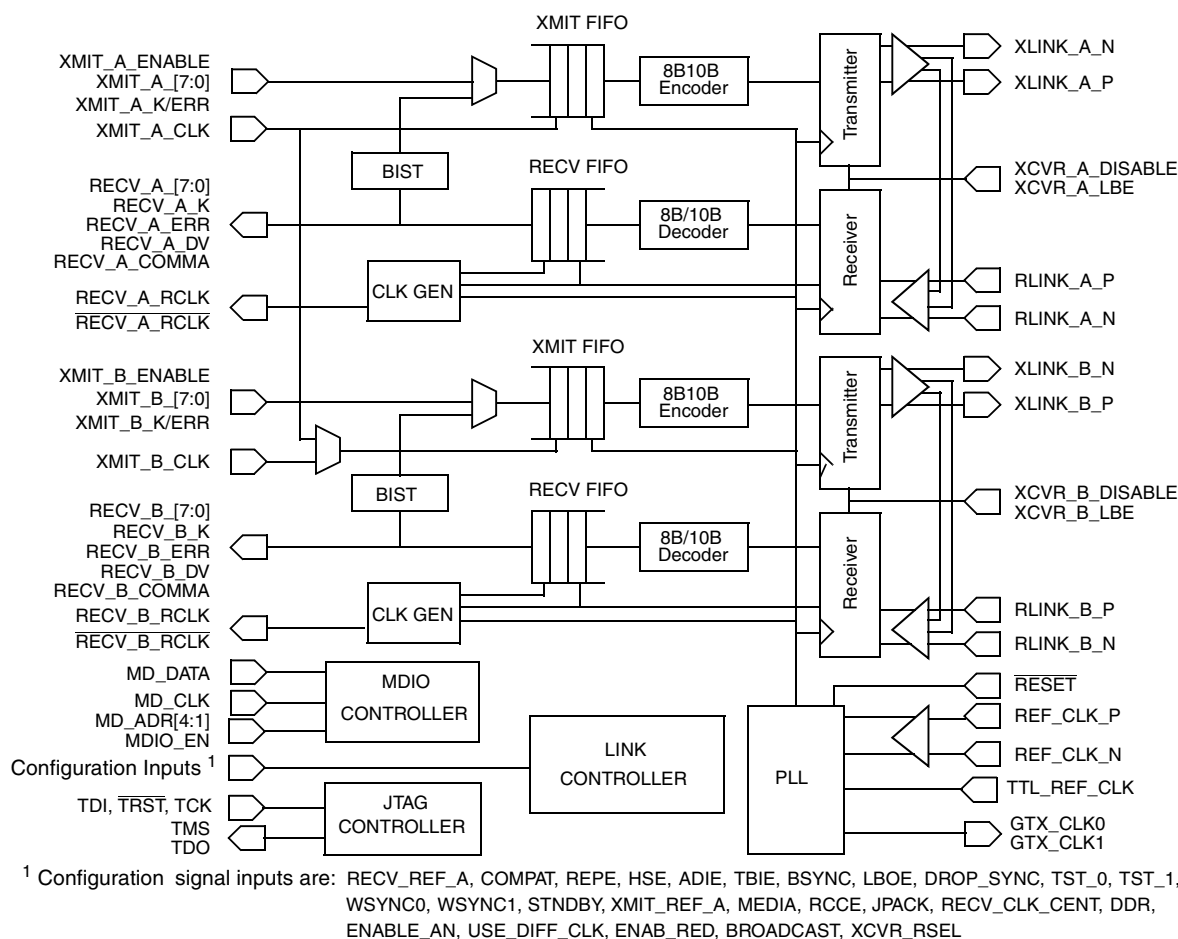 XMIT FIFO
XMIT_A_ENABLE
XMIT_A_[7:0]
XMIT_A_K/ERR
XMIT_A_CLK
8B10B
Encoder
Transmitter
XLINK_A_N
XLINK_A_P
BIST
RECV FIFO
XCVR_A_DISABLE
XCVR_A_LBE
RECV_A_[7:0]
RECV_A_K
RECV_A_ERR
RECV_A_DV
RECV_A_COMMA
8B/10B
Decoder
Receiver
CLK GEN
RECV_A_RCLK
RECV_A_RCLK
RLINK_A_P
RLINK_A_N
XMIT FIFO
XMIT_B_ENABLE
XMIT_B_[7:0]
XMIT_B_K/ERR
XMIT_B_CLK
8B10B
Encoder
Transmitter
XLINK_B_N
XLINK_B_P
BIST
RECV FIFO
XCVR_B_DISABLE
XCVR_B_LBE
RECV_B_[7:0]
RECV_B_K
RECV_B_ERR
RECV_B_DV
RECV_B_COMMA
8B/10B
Decoder
Receiver
CLK GEN
RECV_B_RCLK
RECV_B_RCLK
RLINK_B_P
RLINK_B_N
MD_DATA
MD_CLK
MD_ADR[4:1]
MDIO_EN
MDIO
CONTROLLER
Configuration Inputs 1
LINK
CONTROLLER
PLL
RESET
REF_CLK_P
REF_CLK_N
TTL_REF_CLK
GTX_CLK0
GTX_CLK1
TDI, TRST, TCK
TMS
TDO
JTAG
CONTROLLER
1 Configuration signal inputs are: RECV_REF_A, COMPAT, REPE, HSE, ADIE, TBIE, BSYNC, LBOE, DROP_SYNC, TST_0, TST_1,
WSYNC0, WSYNC1, STNDBY, XMIT_REF_A, MEDIA, RCCE, JPACK, RECV_CLK_CENT, DDR,
ENABLE_AN, USE_DIFF_CLK, ENAB_RED, BROADCAST, XCVR_RSEL